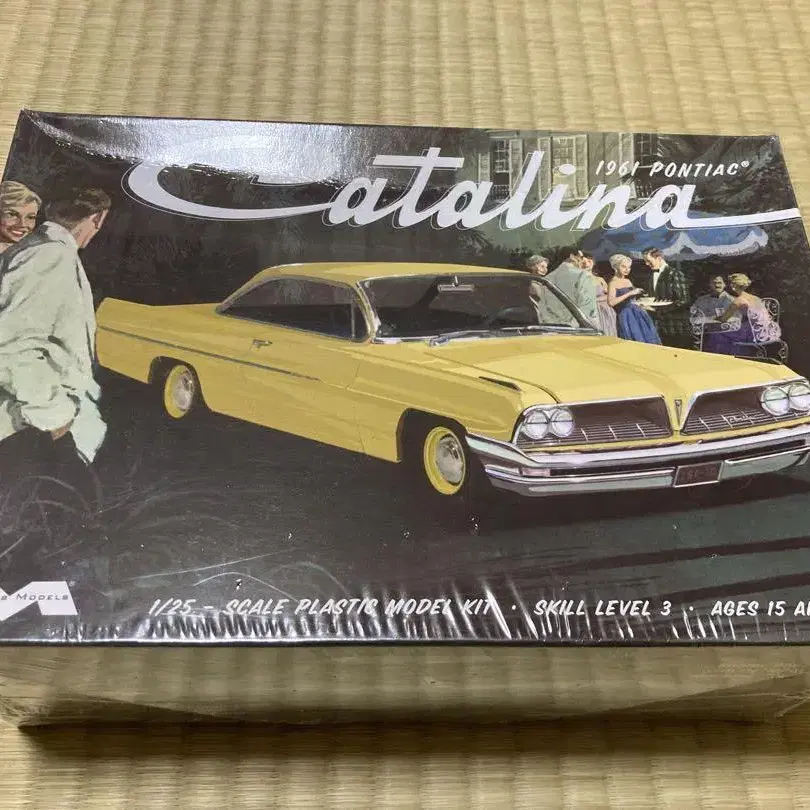 1961 PONTIAC®
Catalina
S MODELS®
1/25 - SCALE PLASTIC MODEL KIT · SKILL LEVEL 3 · AGES 15 A